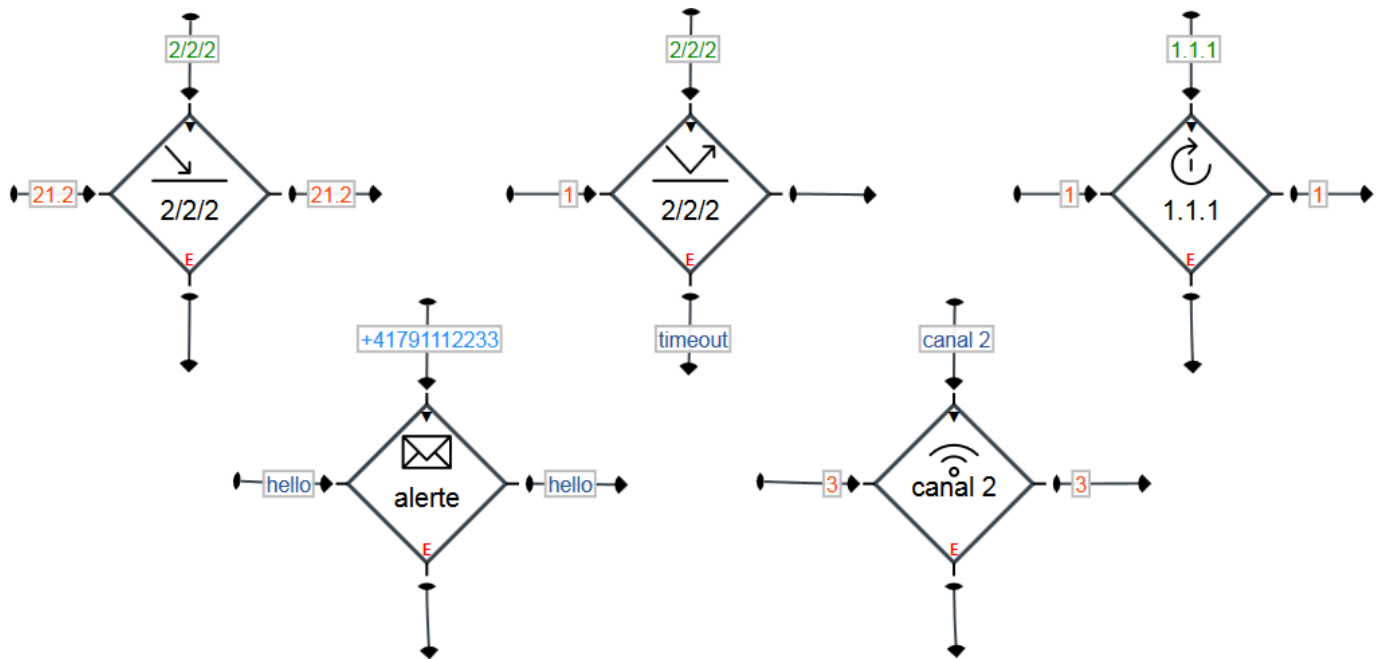 2/2/2
21.2
2/2/2
21.2
E
2/2/2
1
2/2/2
E
timeout
1.1.1
1
1.1.1
1
E
+41791112233
hello
alerte
hello
E
canal 2
3
canal 2
3
E